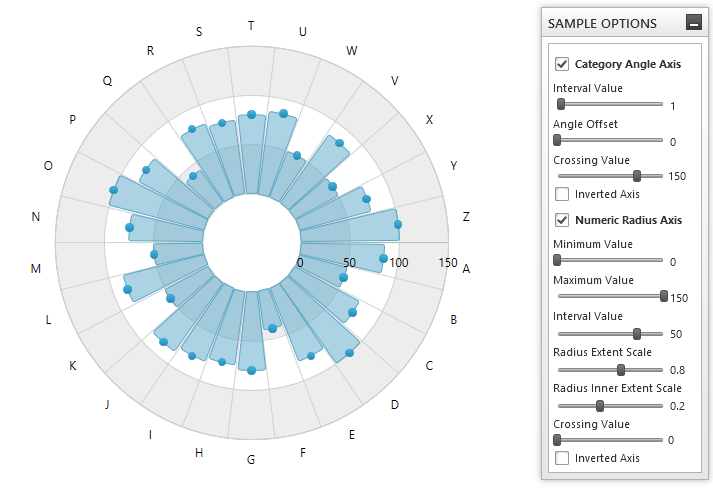 T
S
U
R
W
Q
V
P
X
O
Y
N
Z
0 50 100 150
M
A
L
B
K
C
J
D
I
E
H
F
G
SAMPLE OPTIONS
Category Angle Axis
Interval Value
1
Angle Offset
0
Crossing Value
150
Inverted Axis
Numeric Radius Axis
Minimum Value
0
Maximum Value
150
Interval Value
50
Radius Extent Scale
0.8
Radius Inner Extent Scale
0.2
Crossing Value
0
Inverted Axis